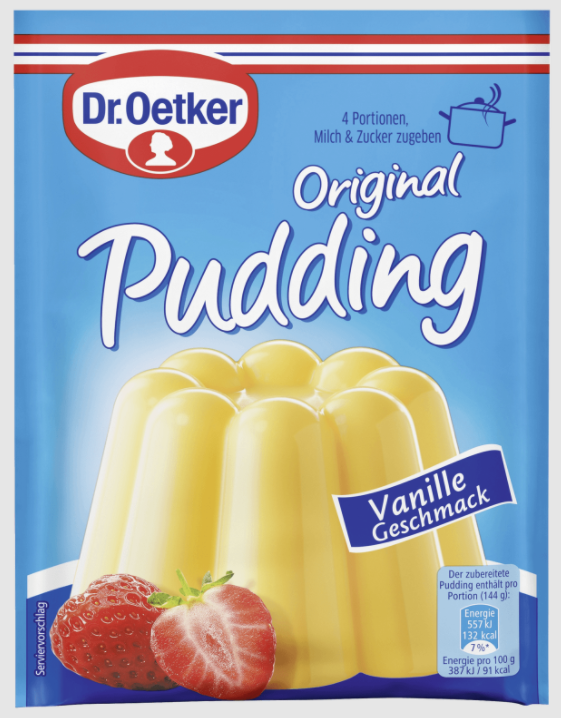 Dr.Oetker
4 Portionen,
Milch & Zucker zugeben
Original
Pudding
Vanille
Geschmack
Der zubereitete
Pudding enthält pro
Portion (144 g):
Energie
557 kJ
132 kcal
7%*
Energie pro 100 g
387 kJ / 91 kcal
Serviervorschlag